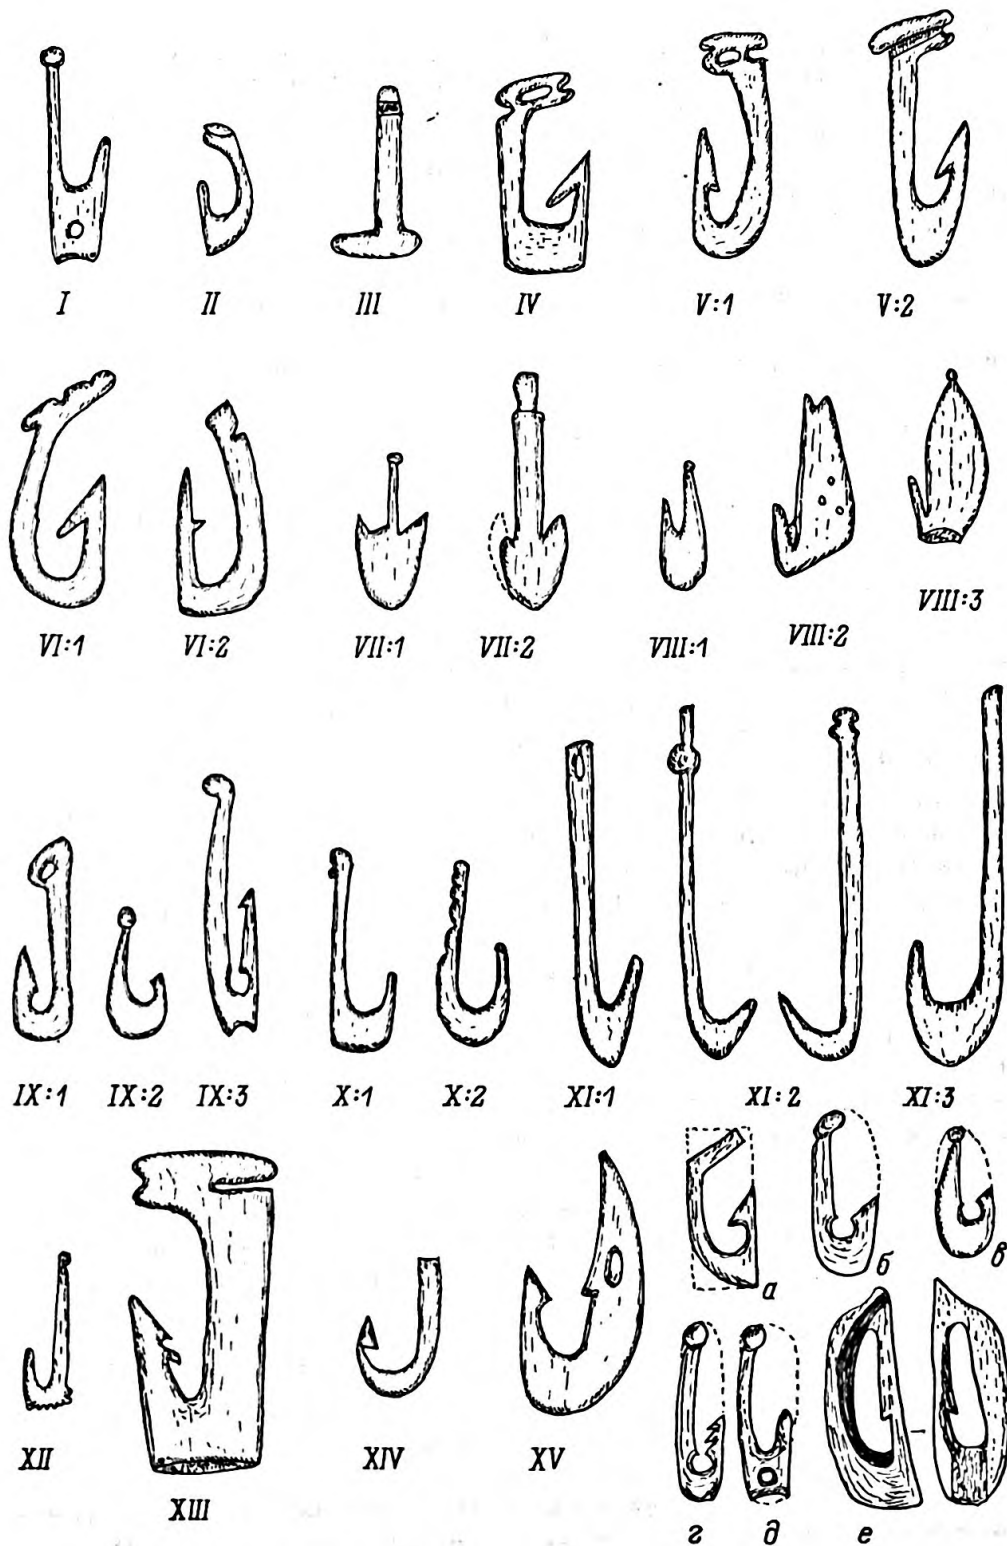 I II III IV V:1 V:2
VI:1 VI:2 VII:1 VII:2 VIII:1 VIII:2 VIII:3
IX:1 IX:2 IX:3 X:1 X:2 XI:1 XI:2 XI:3
а б в
XII XIII XIV XV
г д е